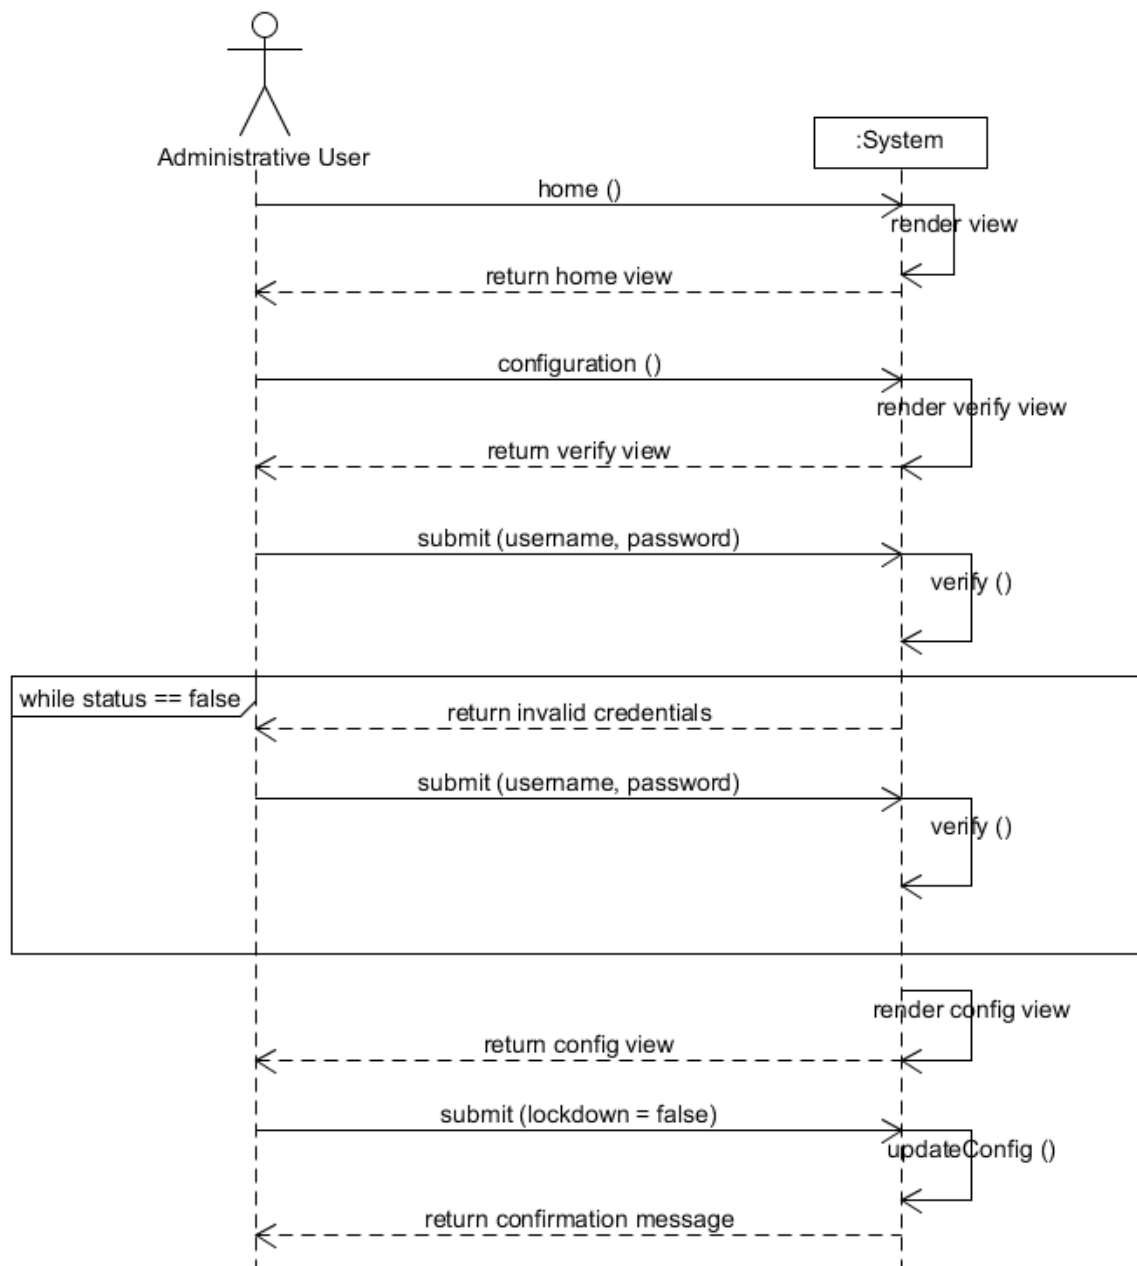 Administrative User
:System
home ()
render view
return home view
configuration ()
render verify view
return verify view
submit (username, password)
verify ()
while status == false
return invalid credentials
submit (username, password)
verify ()
render config view
return config view
submit (lockdown = false)
updateConfig ()
return confirmation message